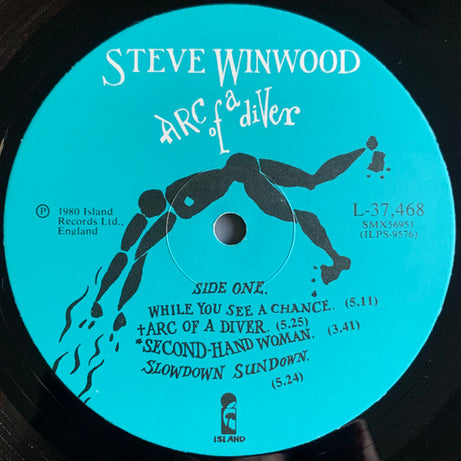 STEVE WINWOOD
ARC of a diVer
Ⓟ 1980 Island
Records Ltd.,
England
L-37,468
SMX56951
(ILPS-9576)
SIDE ONE.
WHILE YOU SEE A CHANCE. (5.11)
†ARC OF A DIVER. (5.25)
*SECOND-HAND WOMAN. (3.41)
SLOWDOWN SUNDOWN.
(5.24)
ISLAND